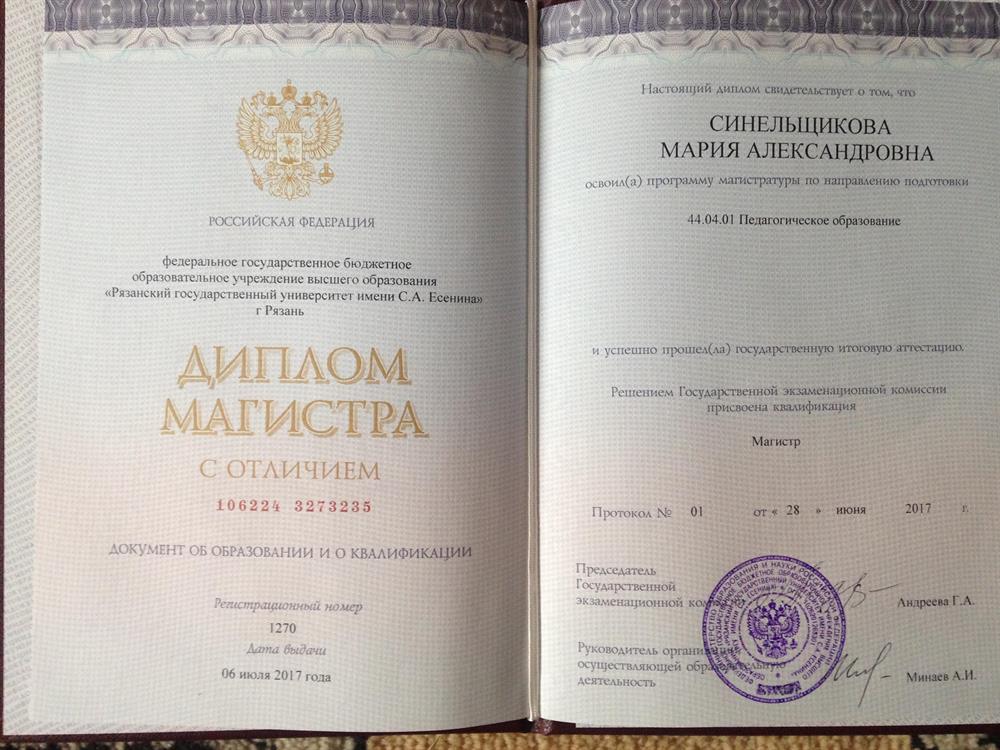 РОССИЙСКАЯ ФЕДЕРАЦИЯ
федеральное государственное бюджетное
образовательное учреждение высшего образования
«Рязанский государственный университет имени С.А. Есенина»
г Рязань
ДИПЛОМ
МАГИСТРА
С ОТЛИЧИЕМ
106224 3273235
ДОКУМЕНТ ОБ ОБРАЗОВАНИИ И О КВАЛИФИКАЦИИ
Регистрационный номер
1270
Дата выдачи
06 июля 2017 года
Настоящий диплом свидетельствует о том, что
СИНЕЛЬЩИКОВА
МАРИЯ АЛЕКСАНДРОВНА
освоил(а) программу магистратуры по направлению подготовки
44.04.01 Педагогическое образование
и успешно прошел(ла) государственную итоговую аттестацию.
Решением Государственной экзаменационной комиссии
присвоена квалификация
Магистр
Протокол № 01 от « 28 » июня 2017 г.
Председатель
Государственной
экзаменационной
Андреева Г.А.
Руководитель организации,
осуществляющей образовательную
деятельность
Минаев А.И.